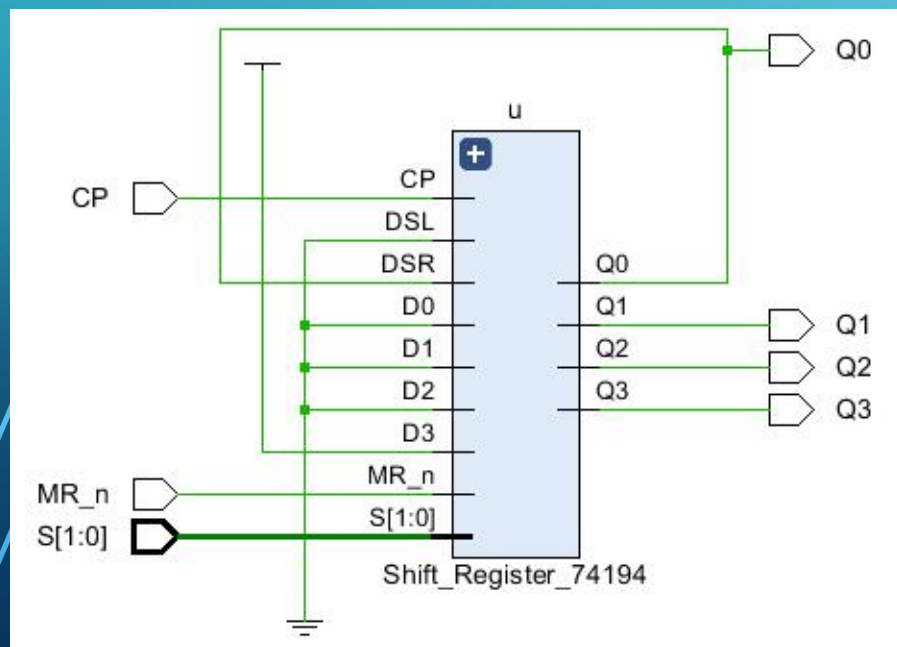 Q0
u
CP
CP
DSL
DSR
Q0
D0
Q1
Q1
D1
Q2
Q2
D2
Q3
Q3
D3
MR_n
MR_n
S[1:0]
S[1:0]
Shift_Register_74194